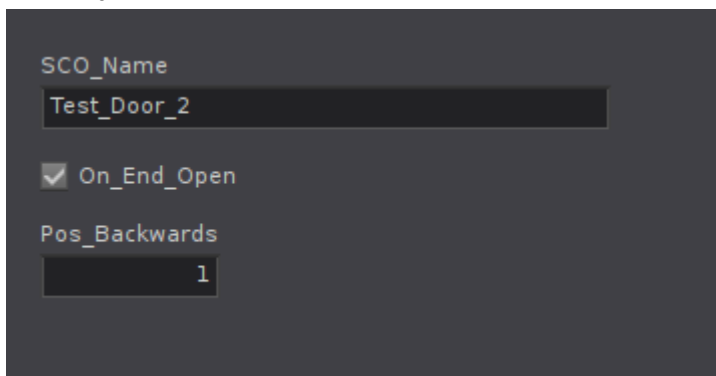 SCO_Name
Test_Door_2
On_End_Open
Pos_Backwards
1